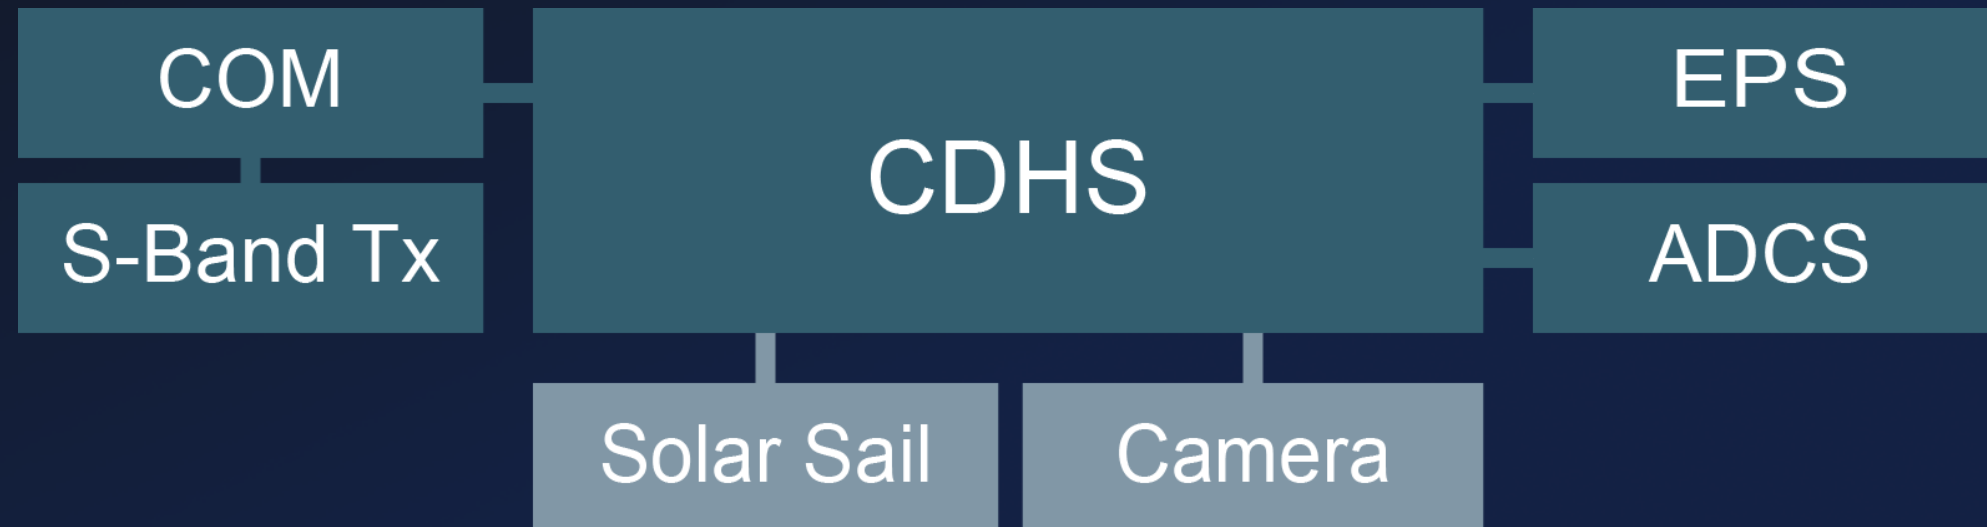 COM
S-Band Tx
CDHS
EPS
ADCS
Solar Sail
Camera